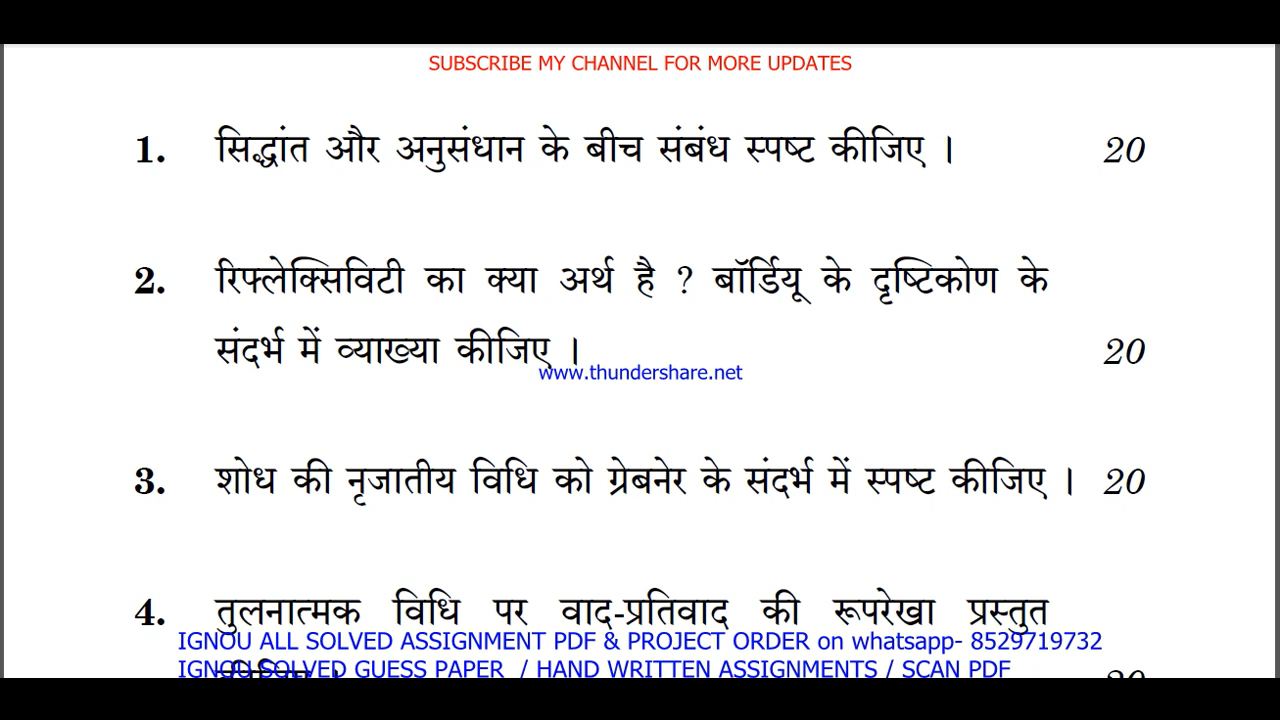 SUBSCRIBE MY CHANNEL FOR MORE UPDATES
1. सिद्धांत और अनुसंधान के बीच संबंध स्पष्ट कीजिए । 20
2. रिफ्लेक्सिविटी का क्या अर्थ है ? बॉर्डियू के दृष्टिकोण के
संदर्भ में व्याख्या कीजिए । 20
www.thundershare.net
3. शोध की नृजातीय विधि को ग्रेबनेर के संदर्भ में स्पष्ट कीजिए । 20
4. तुलनात्मक विधि पर वाद-प्रतिवाद की रूपरेखा प्रस्तुत
IGNOU ALL SOLVED ASSIGNMENT PDF & PROJECT ORDER on whatsapp- 8529719732
IGNOU SOLVED GUESS PAPER / HAND WRITTEN ASSIGNMENTS / SCAN PDF